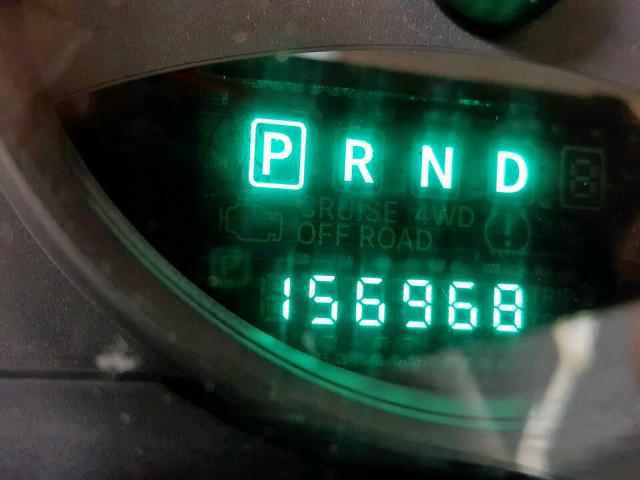 P R N D
CRUISE 4WD
OFF ROAD
156968